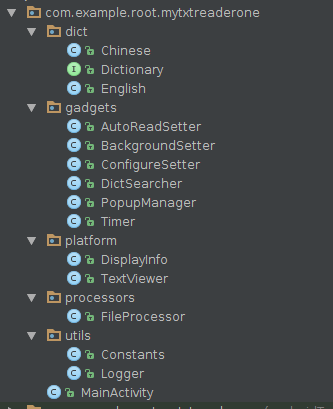 com.example.root.mytxtreaderone
dict
C Chinese
I Dictionary
C English
gadgets
C AutoReadSetter
C BackgroundSetter
C ConfigureSetter
C DictSearcher
C PopupManager
C Timer
platform
C DisplayInfo
C TextViewer
processors
C FileProcessor
utils
C Constants
C Logger
C MainActivity